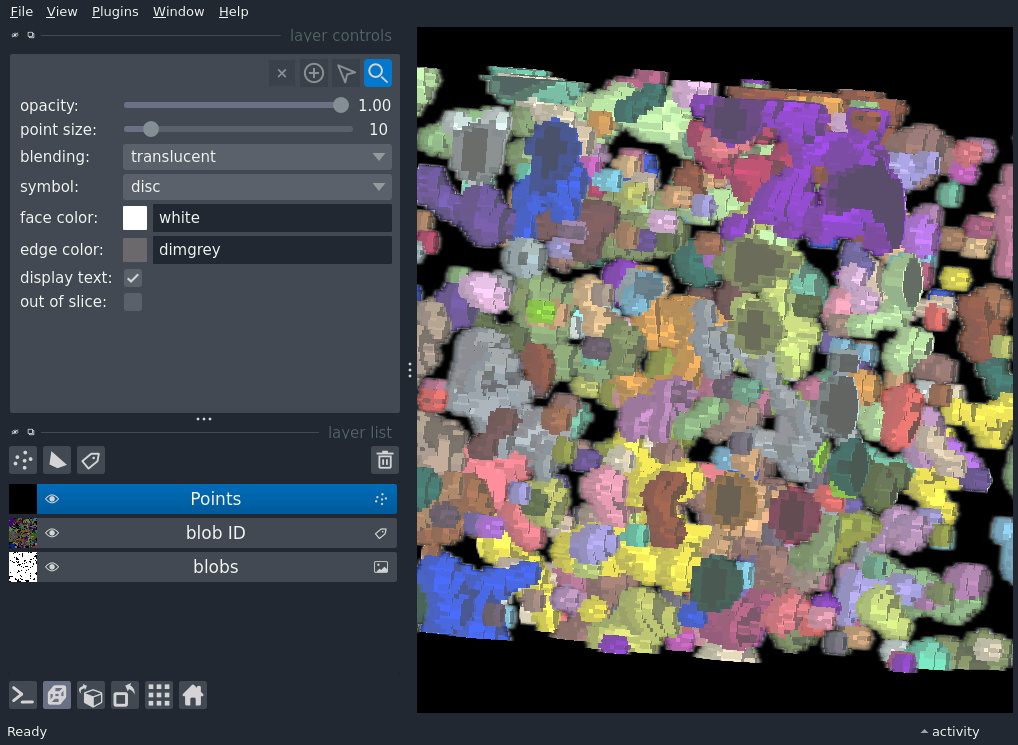 File View Plugins Window Help
layer controls
opacity: 1.00
point size: 10
blending: translucent
symbol: disc
face color: white
edge color: dimgrey
display text:
out of slice:
layer list
Points
blob ID
blobs
Ready activity